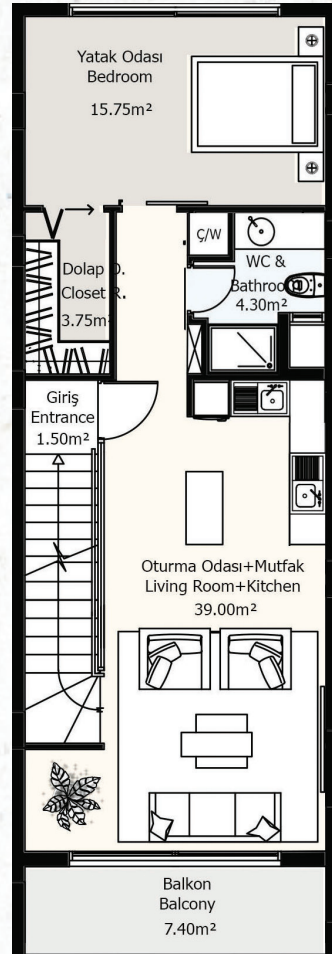 Yatak Odası
Bedroom
15.75m²
Ç/W
WC &
Bathroo
4.30m²
Dolap O.
Closet R.
3.75m²
Giriş
Entrance
1.50m²
Oturma Odası+Mutfak
Living Room+Kitchen
39.00m²
Balkon
Balcony
7.40m²